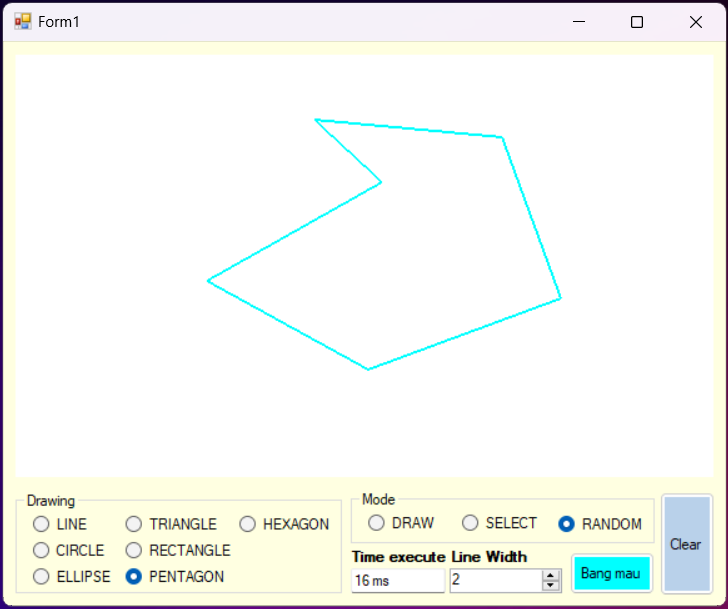 Form1
Drawing
LINE
TRIANGLE
HEXAGON
CIRCLE
RECTANGLE
ELLIPSE
PENTAGON
Mode
DRAW
SELECT
RANDOM
Time execute
Line Width
16 ms
2
Bang mau
Clear